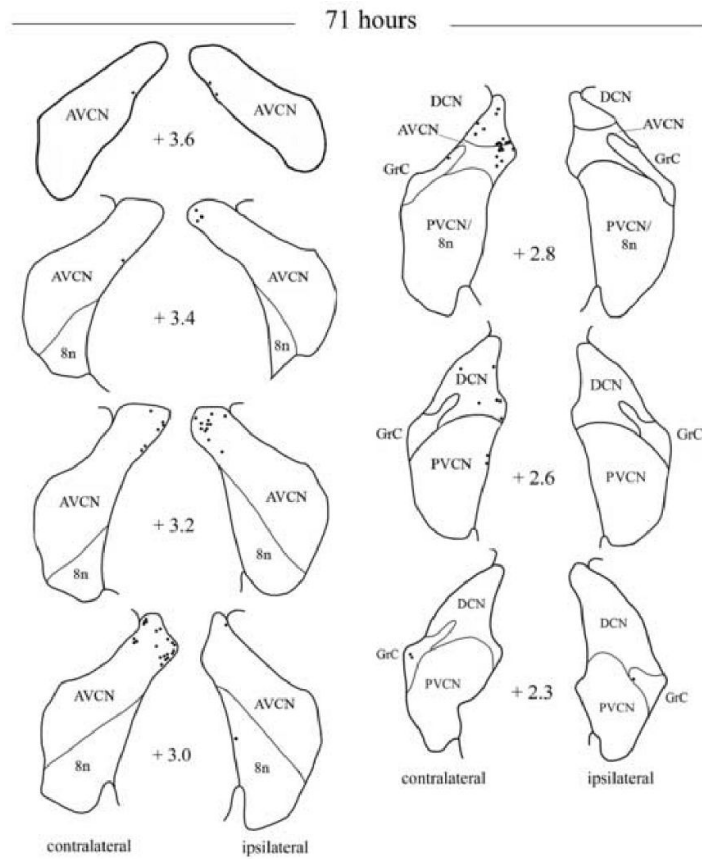 71 hours
AVCN
AVCN
+ 3.6
AVCN
AVCN
+ 3.4
8n
8n
AVCN
AVCN
+ 3.2
8n
8n
AVCN
AVCN
+ 3.0
8n
8n
contralateral
ipsilateral
DCN
DCN
AVCN
AVCN
GrC
GrC
PVCN/
8n
PVCN/
8n
+ 2.8
DCN
DCN
GrC
GrC
PVCN
PVCN
+ 2.6
DCN
DCN
GrC
PVCN
PVCN
GrC
+ 2.3
contralateral
ipsilateral